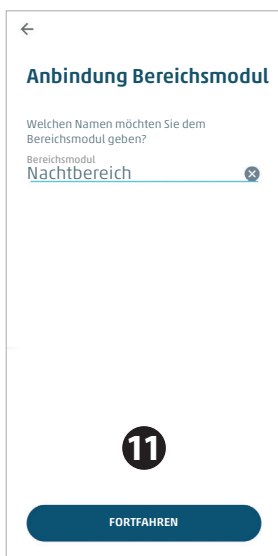 Anbindung Bereichsmodul
Welchen Namen möchten Sie dem
Bereichsmodul geben?
Bereichsmodul
Nachtbereich
11
FORTFAHREN